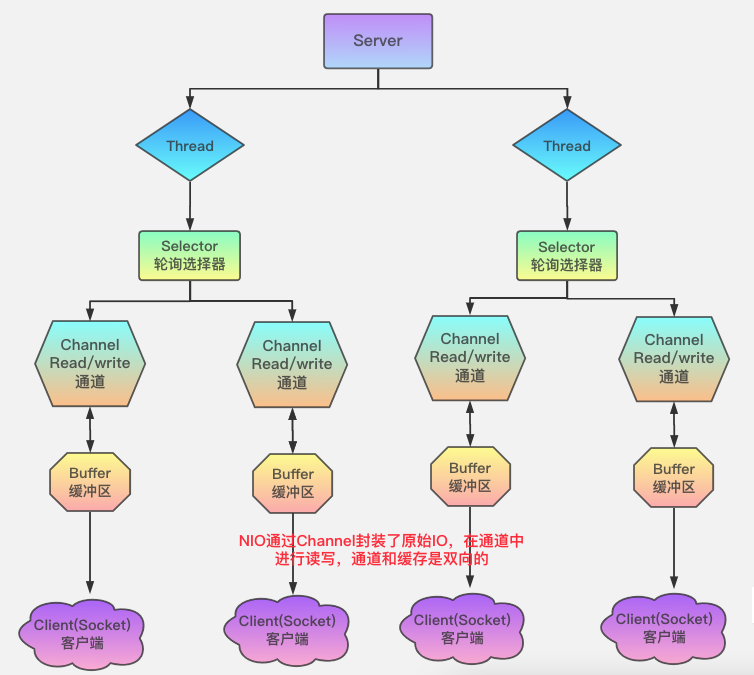 Server
Thread
Thread
Selector
轮询选择器
Selector
轮询选择器
Channel
Read/write
通道
Channel
Read/write
通道
Channel
Read/write
通道
Channel
Read/write
通道
Buffer
缓冲区
Buffer
缓冲区
Buffer
缓冲区
Buffer
缓冲区
NIO通过Channel封装了原始IO，在通道中
进行读写，通道和缓存是双向的
Client(Socket)
客户端
Client(Socket)
客户端
Client(Socket)
客户端
Client(Socket)
客户端